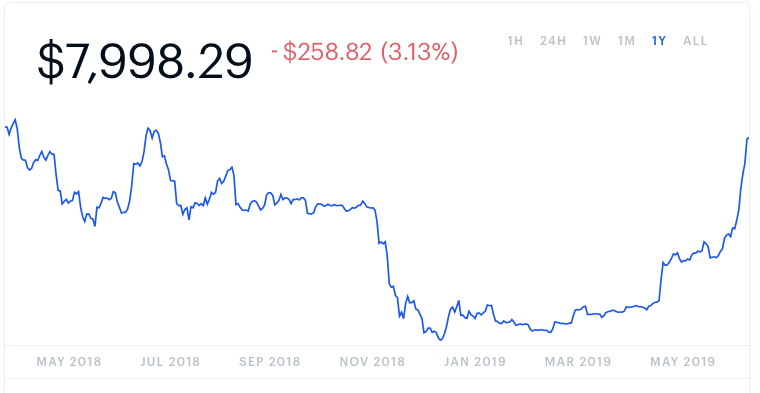 $7,998.29 - $258.82 (3.13%) 1H 24H 1W 1M 1Y ALL
MAY 2018 JUL 2018 SEP 2018 NOV 2018 JAN 2019 MAR 2019 MAY 2019